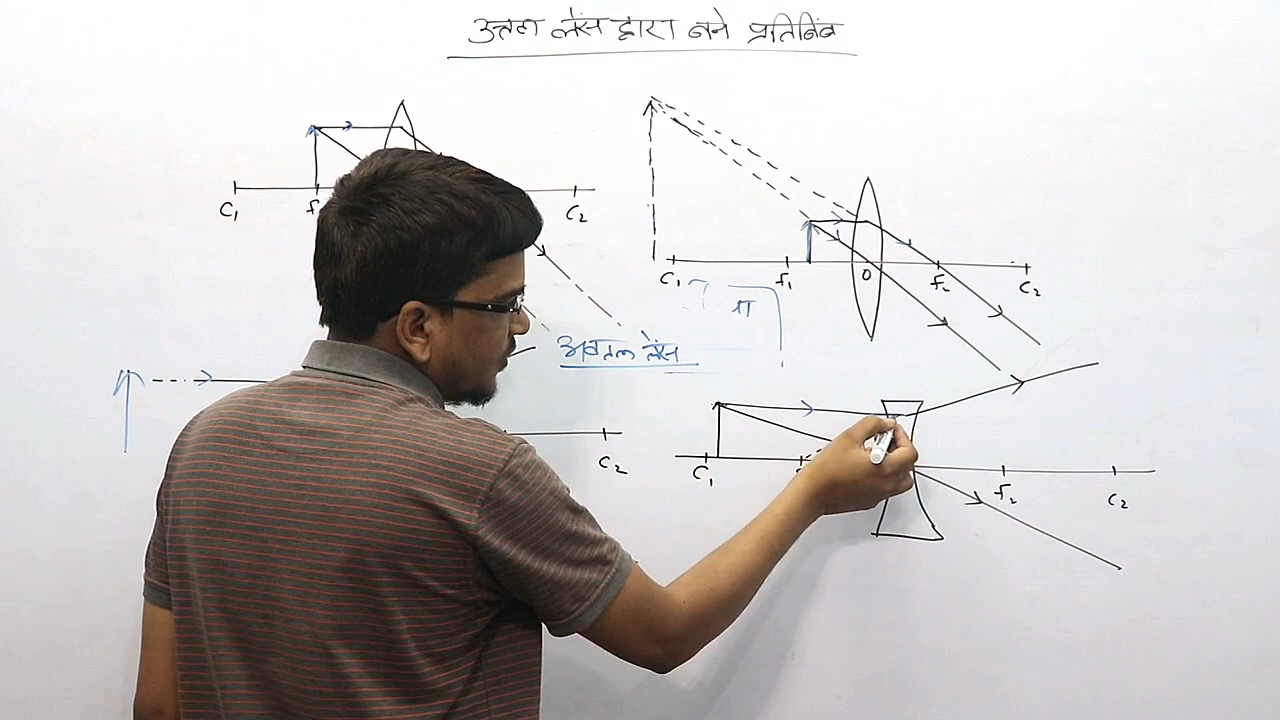 उत्तल लेंस द्वारा बने प्रतिबिंब
C₁ f C₂
C₁ f₁ O f₂ C₂
अवतल लेंस
C₂
C₁ f₂ C₂